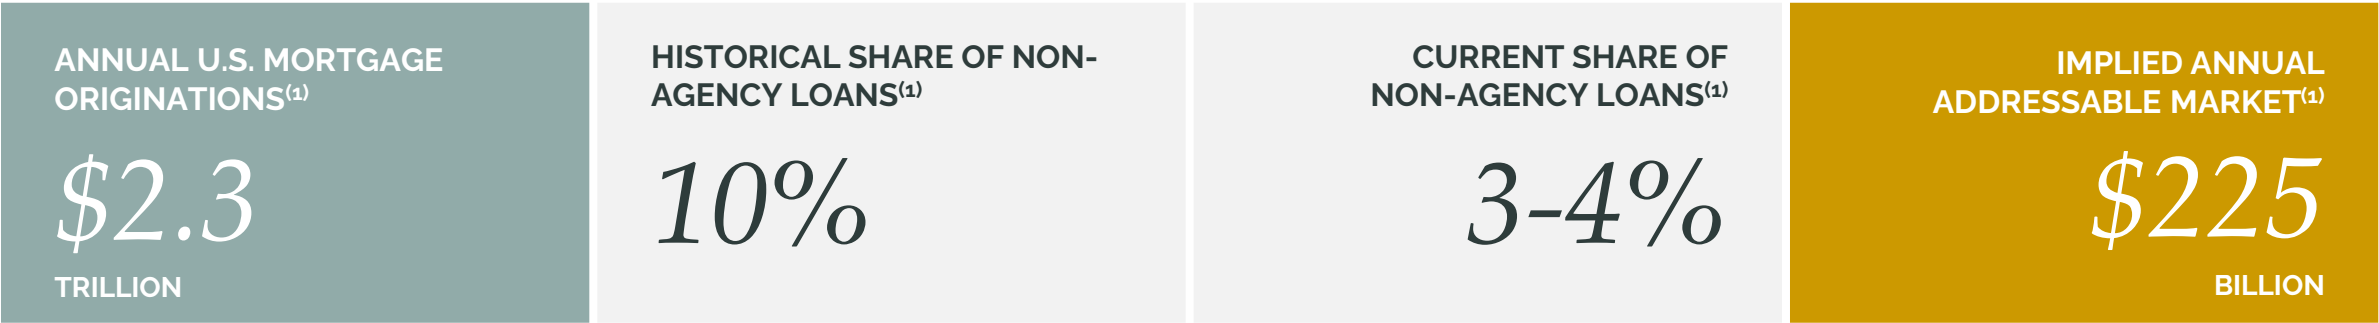 ANNUAL U.S. MORTGAGE
ORIGINATIONS(1)
$2.3
TRILLION
HISTORICAL SHARE OF NON-
AGENCY LOANS(1)
10%
CURRENT SHARE OF
NON-AGENCY LOANS(1)
3-4%
IMPLIED ANNUAL
ADDRESSABLE MARKET(1)
$225
BILLION